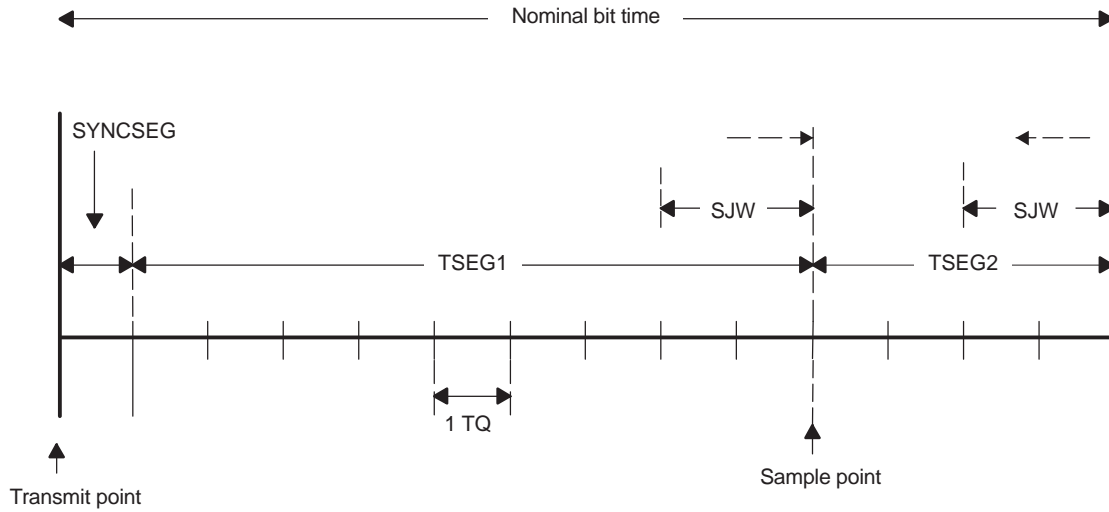 Nominal bit time
SYNCSEG
SJW
SJW
TSEG1
TSEG2
1 TQ
Sample point
Transmit point